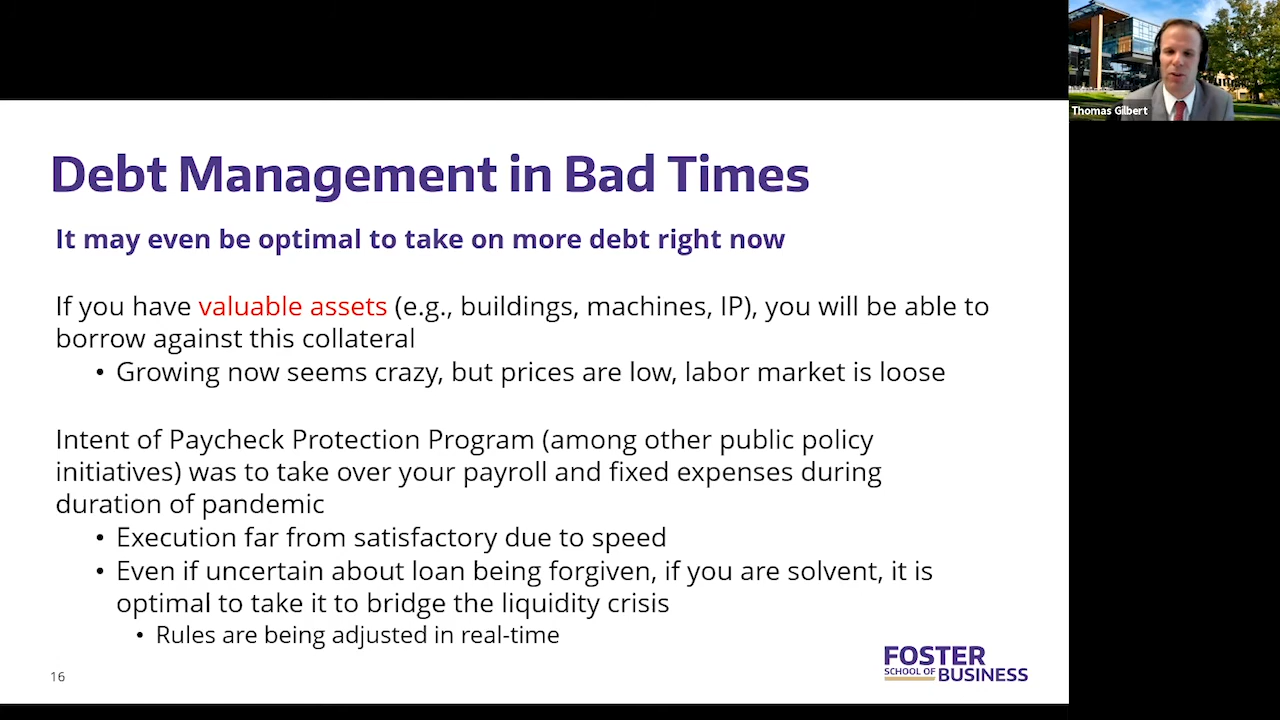 Thomas Gilbert
Debt Management in Bad Times
It may even be optimal to take on more debt right now
If you have valuable assets (e.g., buildings, machines, IP), you will be able to
borrow against this collateral
• Growing now seems crazy, but prices are low, labor market is loose
Intent of Paycheck Protection Program (among other public policy
initiatives) was to take over your payroll and fixed expenses during
duration of pandemic
• Execution far from satisfactory due to speed
• Even if uncertain about loan being forgiven, if you are solvent, it is
optimal to take it to bridge the liquidity crisis
• Rules are being adjusted in real-time
16
FOSTER
SCHOOL OF BUSINESS